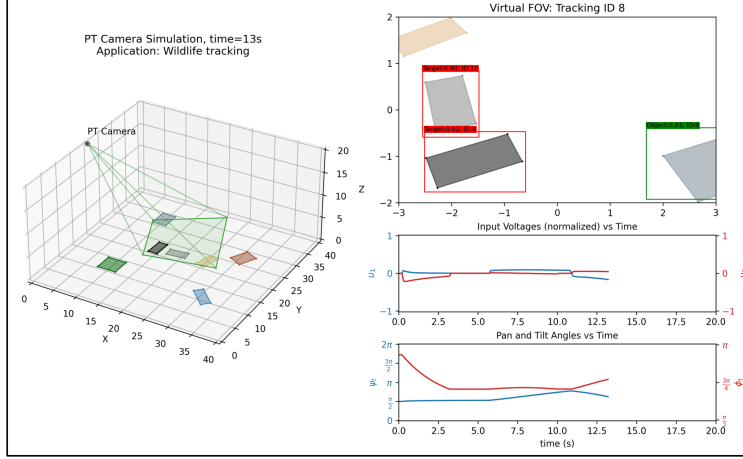 PT Camera Simulation, time=13s
Application: Wildlife tracking
PT Camera
Z
20
15
10
5
0
40
35
30
25
20
15
10
5
0
Y
0
5
10
15
20
25
30
35
40
X
Virtual FOV: Tracking ID 8
2
1
0
−1
−2
−3
−2
−1
0
1
2
3
Target:0.90, ID:10
Object:0.83, ID:9
Input Voltages (normalized) vs Time
u₁
1
0
−1
1
0
−1
0.0
2.5
5.0
7.5
10.0
12.5
15.0
17.5
20.0
Pan and Tilt Angles vs Time
ψₜ
2π
3π/2
π
π/2
0
π
3π/4
π/2
0.0
2.5
5.0
7.5
10.0
12.5
15.0
17.5
20.0
time (s)